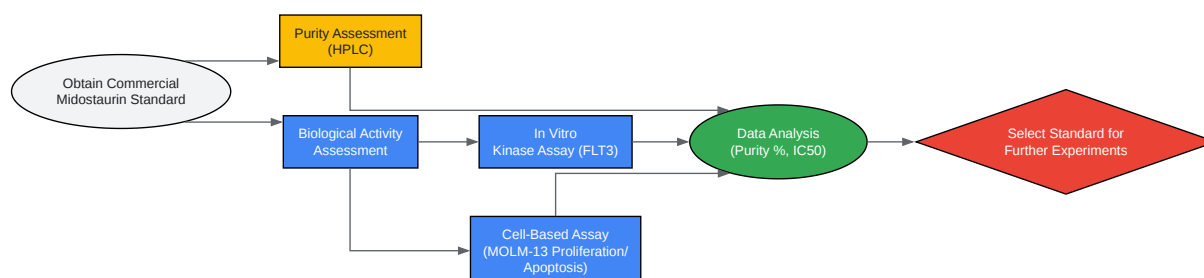 Purity Assessment
(HPLC)
Obtain Commercial
Midostaurin Standard
Biological Activity
Assessment
In Vitro
Kinase Assay (FLT3)
Data Analysis
(Purity %, IC50)
Select Standard for
Further Experiments
Cell-Based Assay
(MOLM-13 Proliferation/
Apoptosis)